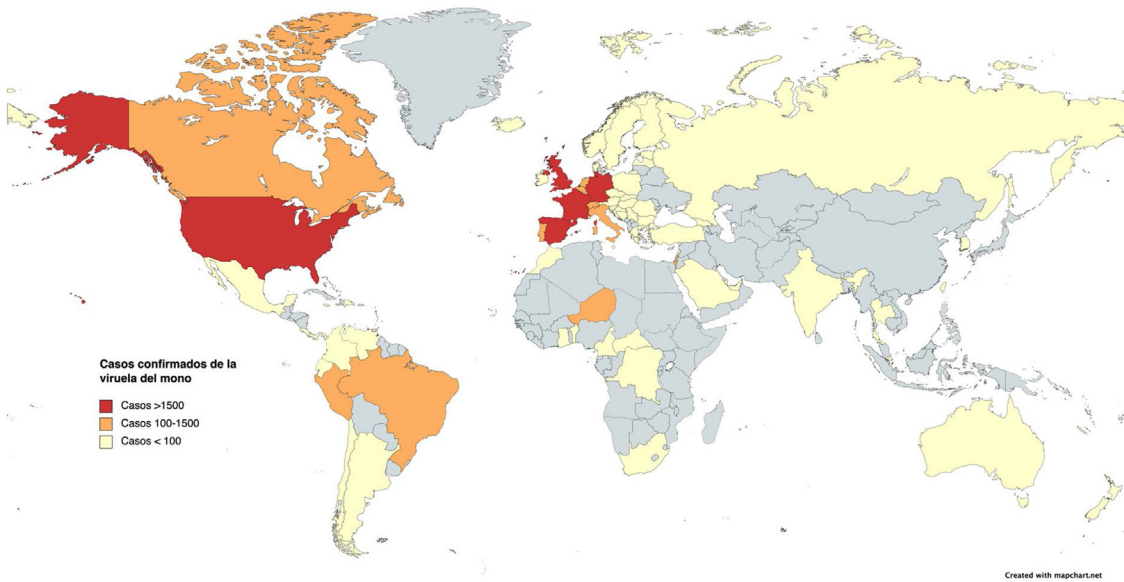 Casos confirmados de la
viruela del mono
Casos >1500
Casos 100-1500
Casos < 100
Created with mapchart.net